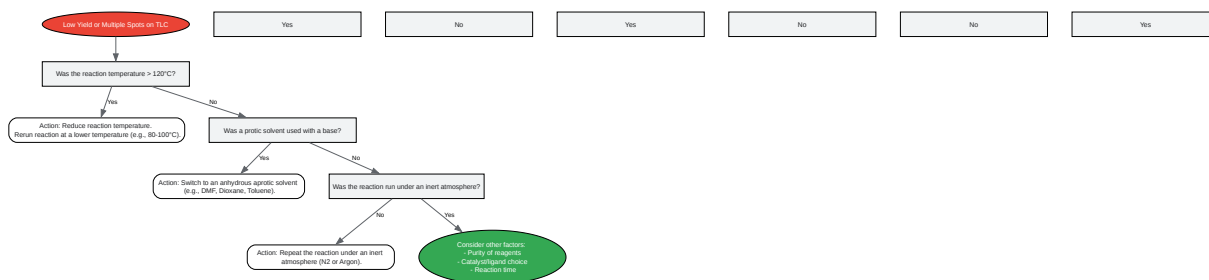 Low Yield or Multiple Spots on TLC
Yes
No
Yes
No
No
Yes
Was the reaction temperature > 120°C?
Yes
No
Action: Reduce reaction temperature.
Rerun reaction at a lower temperature (e.g., 80-100°C).
Was a protic solvent used with a base?
Yes
No
Action: Switch to an anhydrous aprotic solvent
(e.g., DMF, Dioxane, Toluene).
Was the reaction run under an inert atmosphere?
No
Yes
Action: Repeat the reaction under an inert
atmosphere (N2 or Argon).
Consider other factors:
- Purity of reagents
- Catalyst/ligand choice
- Reaction time